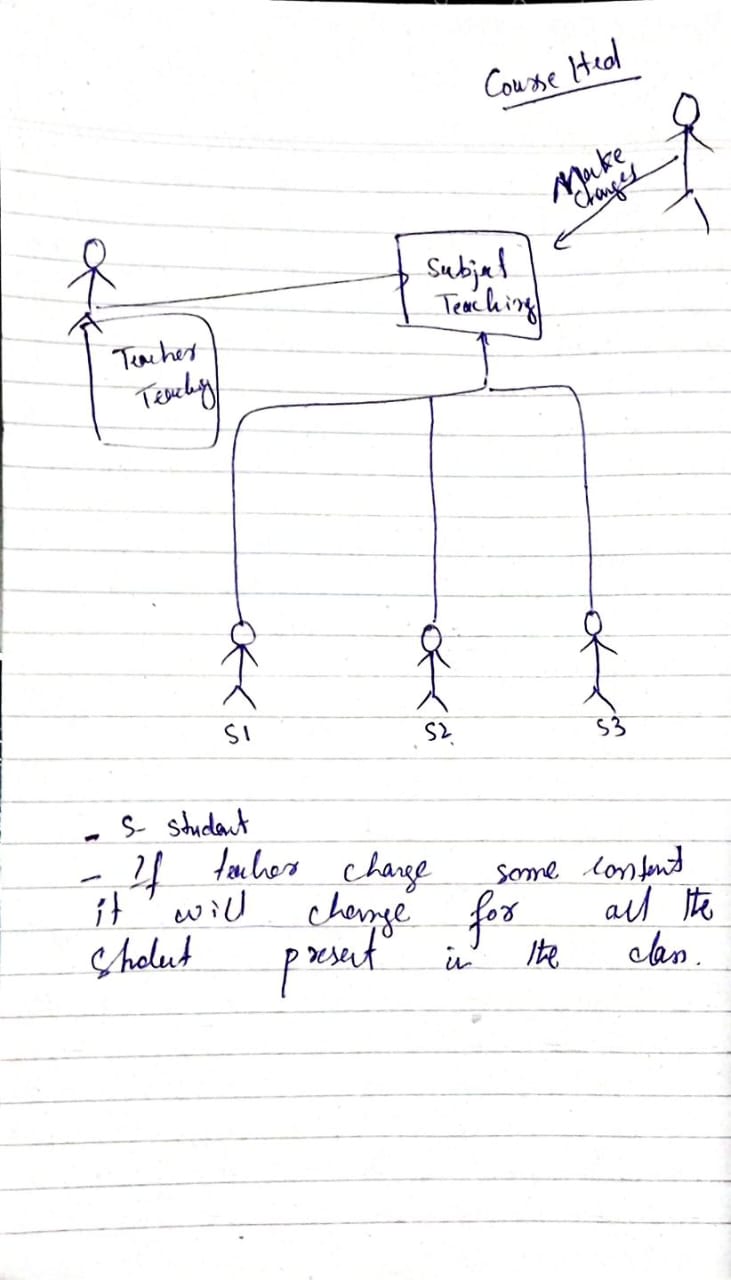 Course Hed
Make
changes
Subject
Teaching
Teacher
Teaching
S1
S2
S3
- S- student
- If teacher change some content
it will change for all the
Student present in the class.